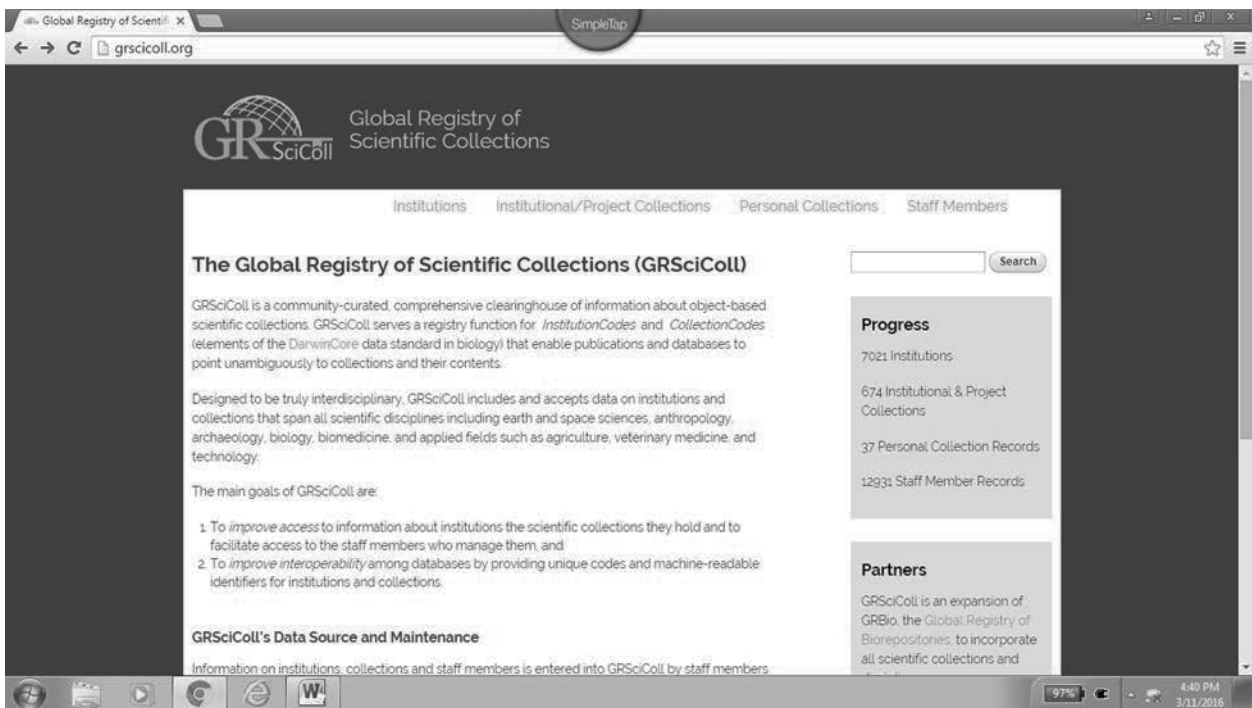 Global Registry of Scientifi
SimpleTap
grscicoll.org
GR SciColl
Global Registry of
Scientific Collections
Institutions Institutional/Project Collections Personal Collections Staff Members
The Global Registry of Scientific Collections (GRSciColl)
Search
GRSciColl is a community-curated, comprehensive clearinghouse of information about object-based
scientific collections. GRSciColl serves a registry function for InstitutionCodes and CollectionCodes
(elements of the DarwinCore data standard in biology) that enable publications and databases to
point unambiguously to collections and their contents.
Designed to be truly interdisciplinary, GRSciColl includes and accepts data on institutions and
collections that span all scientific disciplines including earth and space sciences, anthropology,
archaeology, biology, biomedicine, and applied fields such as agriculture, veterinary medicine, and
technology.
The main goals of GRSciColl are:
1. To improve access to information about institutions the scientific collections they hold and to
facilitate access to the staff members who manage them, and
2. To improve interoperability among databases by providing unique codes and machine-readable
identifiers for institutions and collections.
GRSciColl's Data Source and Maintenance
Information on institutions, collections and staff members is entered into GRSciColl by staff members
Progress
7021 Institutions
674 Institutional & Project
Collections
37 Personal Collection Records
12931 Staff Member Records
Partners
GRSciColl is an expansion of
GRBio, the Global Registry of
Biorepositories, to incorporate
all scientific collections and
97%
4:40 PM
3/11/2016